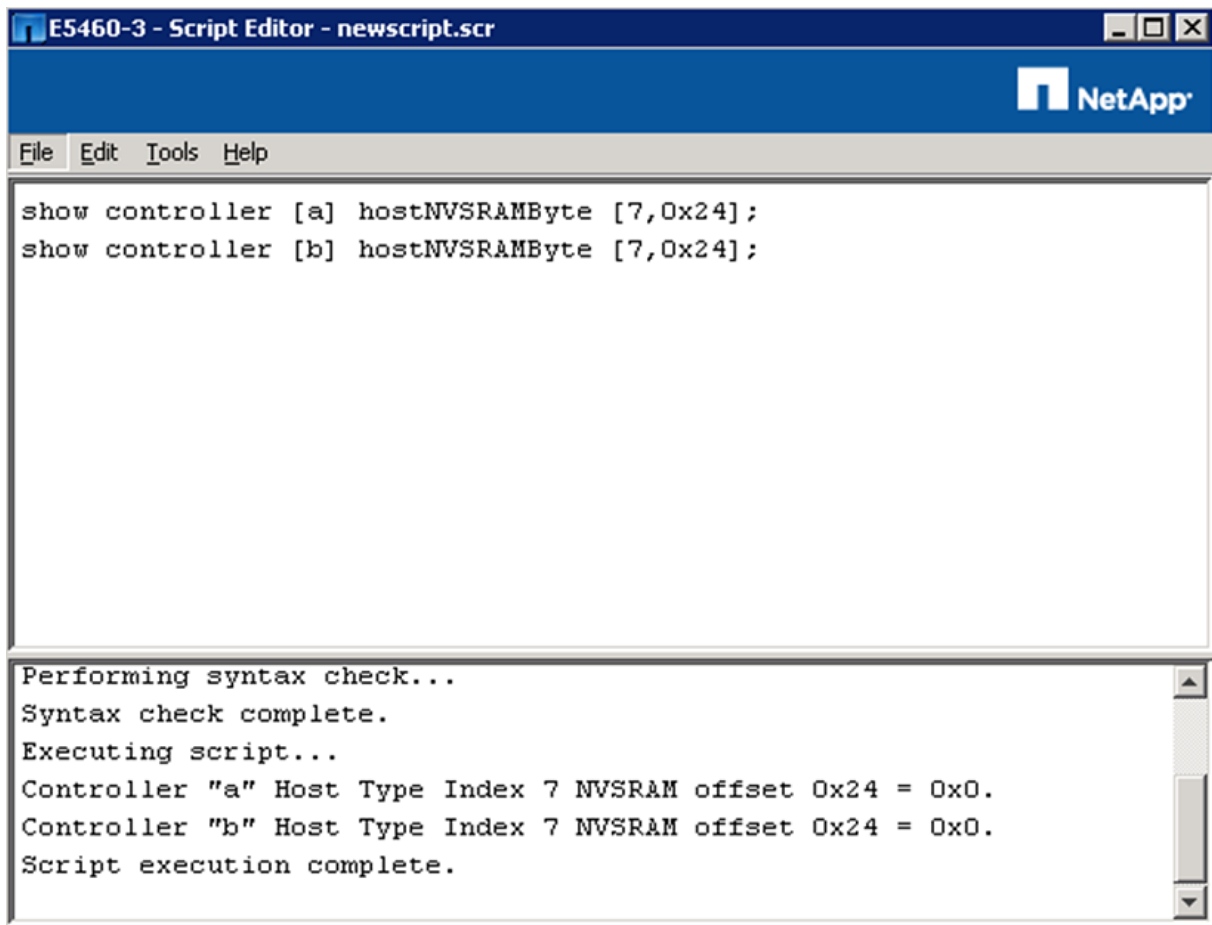 E5460-3 - Script Editor - newscript.scr
NetApp
File Edit Tools Help
show controller [a] hostNVSRAMByte [7,0x24];
show controller [b] hostNVSRAMByte [7,0x24];
Performing syntax check...
Syntax check complete.
Executing script...
Controller "a" Host Type Index 7 NVSRAM offset 0x24 = 0x0.
Controller "b" Host Type Index 7 NVSRAM offset 0x24 = 0x0.
Script execution complete.